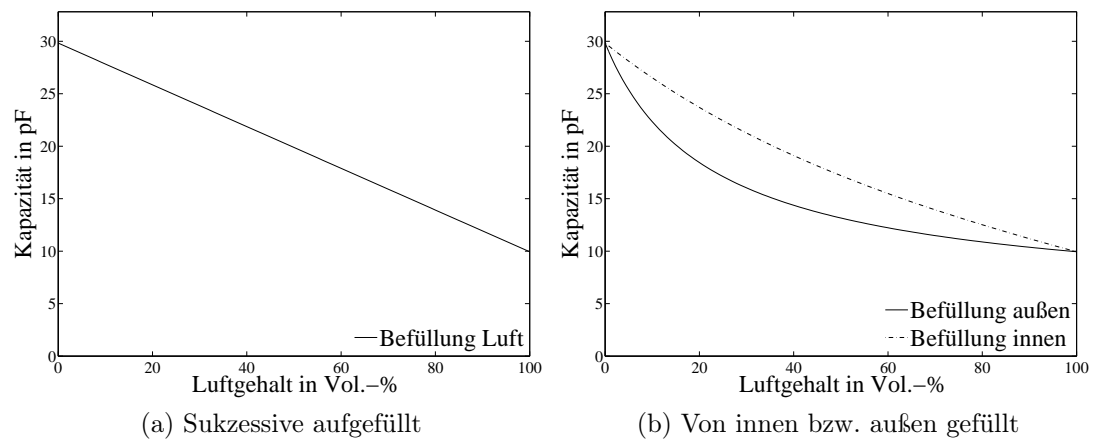 30
25
20
15
10
5
0
Kapazität in pF
0 20 40 60 80 100
Luftgehalt in Vol.−%
Befüllung Luft
(a) Sukzessive aufgefüllt
30
25
20
15
10
5
0
Kapazität in pF
0 20 40 60 80 100
Luftgehalt in Vol.−%
Befüllung außen
Befüllung innen
(b) Von innen bzw. außen gefüllt